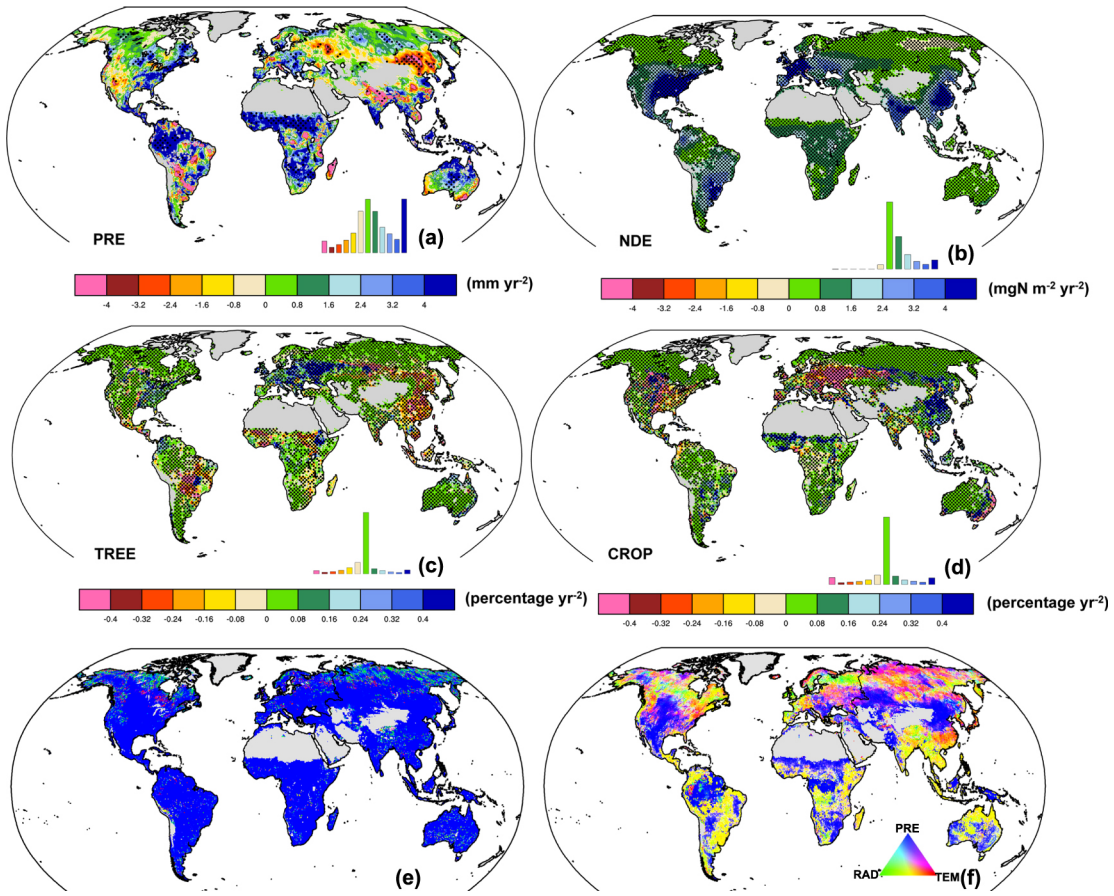 PRE
(a)
NDE
(b)
(mm yr-2)
-4 -3.2 -2.4 -1.6 -0.8 0 0.8 1.6 2.4 3.2 4
(mgN m-2 yr-2)
-4 -3.2 -2.4 -1.6 -0.8 0 0.8 1.6 2.4 3.2 4
TREE
(c)
CROP
(d)
(percentage yr-2)
-0.4 -0.32 -0.24 -0.16 -0.08 0 0.08 0.16 0.24 0.32 0.4
(percentage yr-2)
-0.4 -0.32 -0.24 -0.16 -0.08 0 0.08 0.16 0.24 0.32 0.4
(e)
PRE
RAD
TEM
(f)